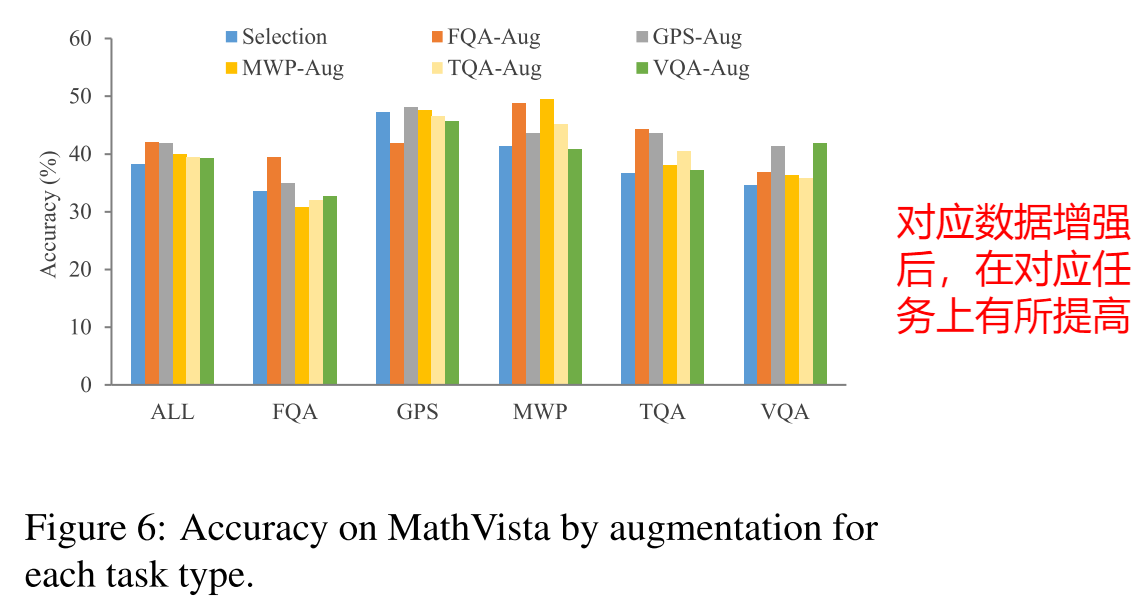 60
Selection
FQA-Aug
GPS-Aug
MWP-Aug
TQA-Aug
VQA-Aug
50
40
30
20
10
0
Accuracy (%)
ALL
FQA
GPS
MWP
TQA
VQA
对应数据增强
后，在对应任
务上有所提高
Figure 6: Accuracy on MathVista by augmentation for
each task type.